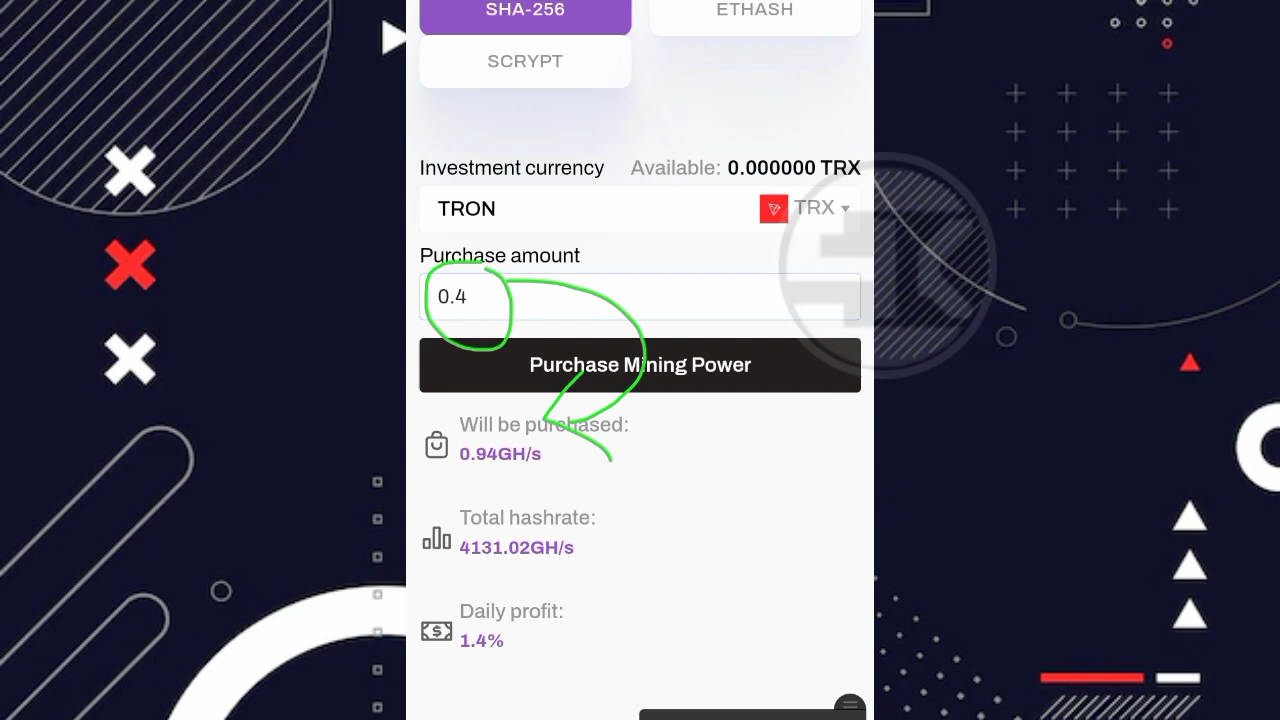 SHA-256
ETHASH
SCRYPT
Investment currency
Available: 0.000000 TRX
TRON
TRX
Purchase amount
0.4
Purchase Mining Power
Will be purchased:
0.94GH/s
Total hashrate:
4131.02GH/s
Daily profit:
1.4%